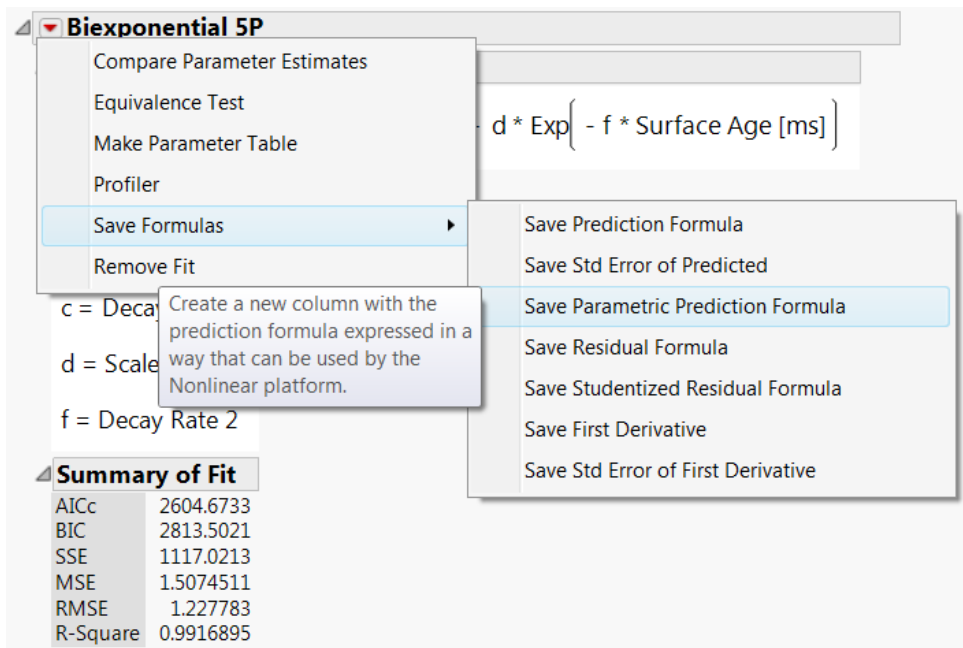 Biexponential 5P
Compare Parameter Estimates
Equivalence Test
Make Parameter Table
Profiler
Save Formulas
Remove Fit
d * Exp( - f * Surface Age [ms] )
Save Prediction Formula
Save Std Error of Predicted
Save Parametric Prediction Formula
Save Residual Formula
Save Studentized Residual Formula
Save First Derivative
Save Std Error of First Derivative
Create a new column with the
prediction formula expressed in a
way that can be used by the
Nonlinear platform.
c = Deca
d = Scale
f = Decay Rate 2
Summary of Fit
AICc 2604.6733
BIC 2813.5021
SSE 1117.0213
MSE 1.5074511
RMSE 1.227783
R-Square 0.9916895